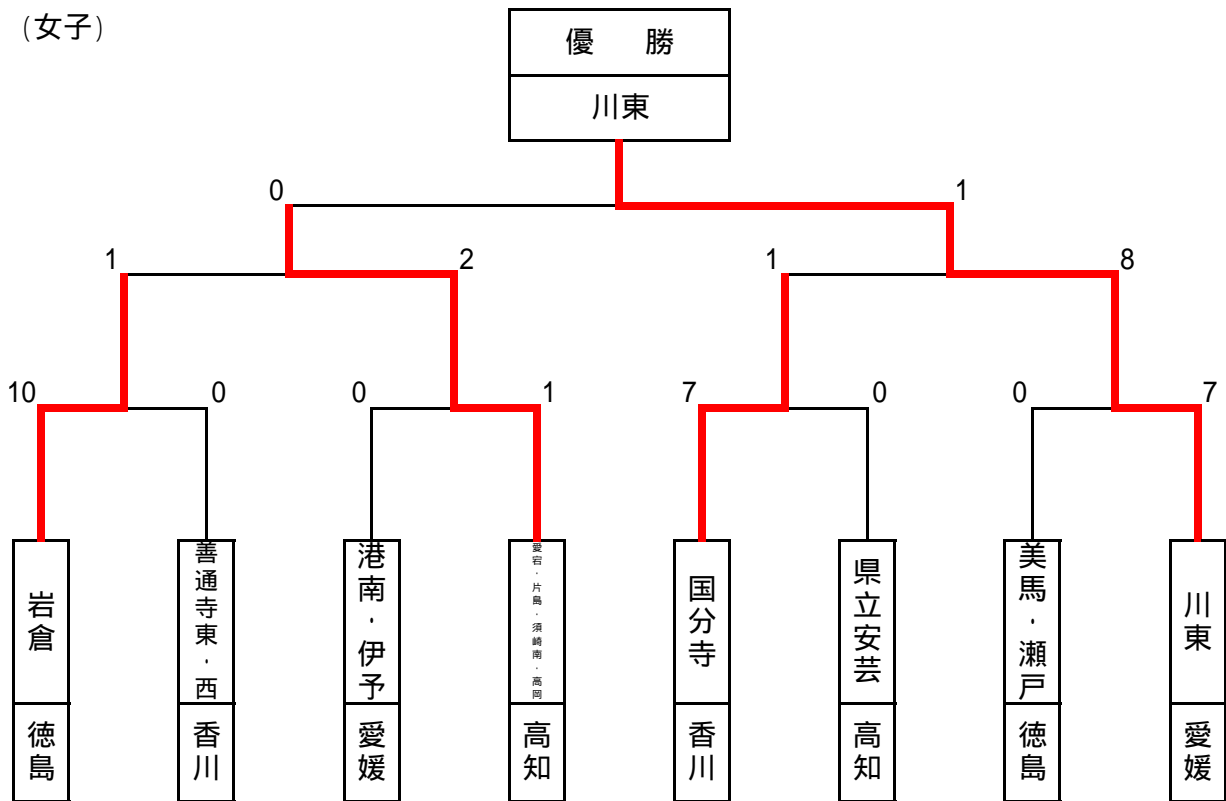 (女子)
優　勝
川東
0
1
1
2
1
8
10
0
0
1
7
0
0
7
岩倉
善通寺東・西
港南・伊予
愛宕・片島・須崎南・高岡
国分寺
県立安芸
美馬・瀬戸
川東
徳島
香川
愛媛
高知
香川
高知
徳島
愛媛